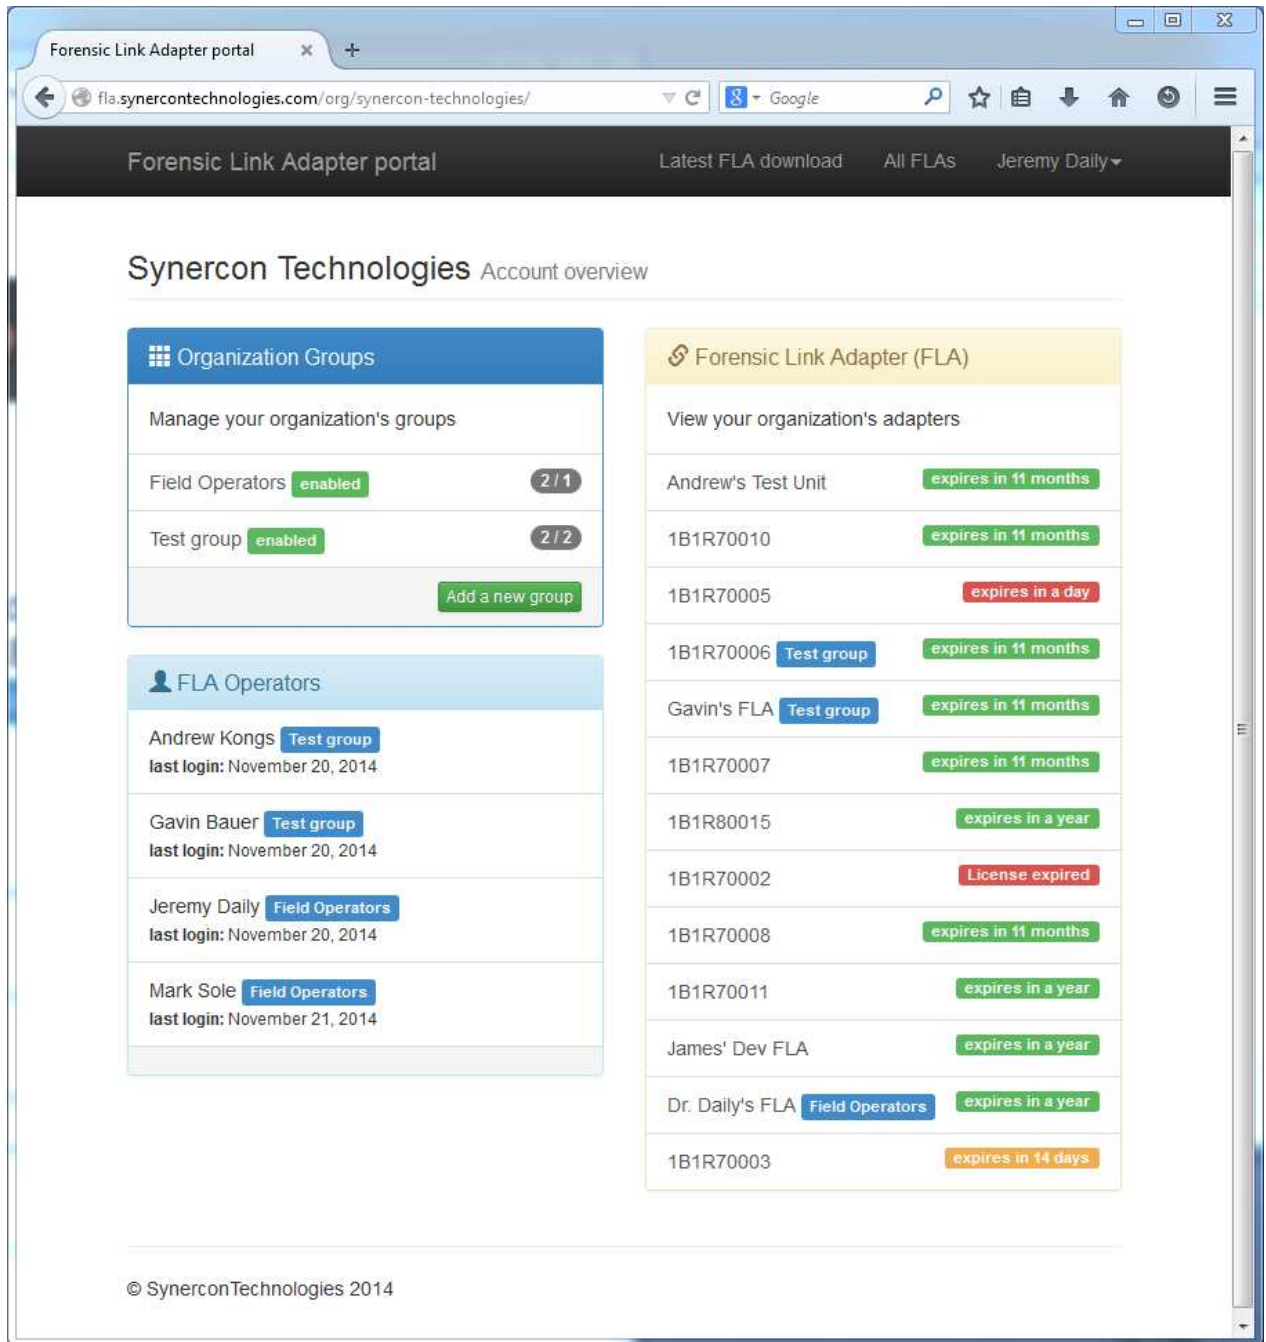 Forensic Link Adapter portal
fla.synercontechnologies.com/org/synercon-technologies/
Google
Forensic Link Adapter portal
Latest FLA download
All FLAs
Jeremy Daily
Synercon Technologies Account overview
Organization Groups
Manage your organization's groups
Field Operators enabled 2 / 1
Test group enabled 2 / 2
Add a new group
FLA Operators
Andrew Kongs Test group
last login: November 20, 2014
Gavin Bauer Test group
last login: November 20, 2014
Jeremy Daily Field Operators
last login: November 20, 2014
Mark Sole Field Operators
last login: November 21, 2014
Forensic Link Adapter (FLA)
View your organization's adapters
Andrew's Test Unit expires in 11 months
1B1R70010 expires in 11 months
1B1R70005 expires in a day
1B1R70006 Test group expires in 11 months
Gavin's FLA Test group expires in 11 months
1B1R70007 expires in 11 months
1B1R80015 expires in a year
1B1R70002 License expired
1B1R70008 expires in 11 months
1B1R70011 expires in a year
James' Dev FLA expires in a year
Dr. Daily's FLA Field Operators expires in a year
1B1R70003 expires in 14 days
© SynerconTechnologies 2014